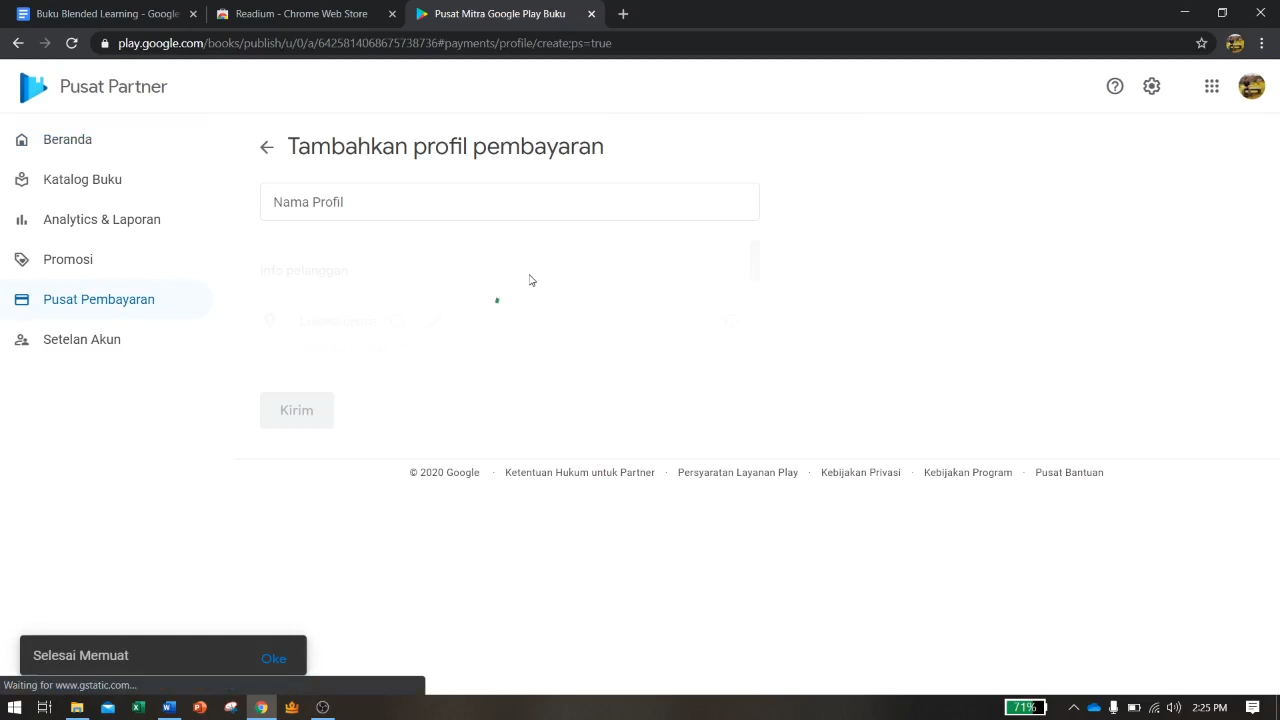 Buku Blended Learning - Google
Readium - Chrome Web Store
Pusat Mitra Google Play Buku
play.google.com/books/publish/u/0/a/6425814068675738736#payments/profile/create;ps=true
Pusat Partner
Beranda
Katalog Buku
Analytics & Laporan
Promosi
Pusat Pembayaran
Setelan Akun
Tambahkan profil pembayaran
Nama Profil
Info pelanggan
Kirim
© 2020 Google · Ketentuan Hukum untuk Partner · Persyaratan Layanan Play · Kebijakan Privasi · Kebijakan Program · Pusat Bantuan
Selesai Memuat
Oke
Waiting for www.gstatic.com...
71%
2:25 PM